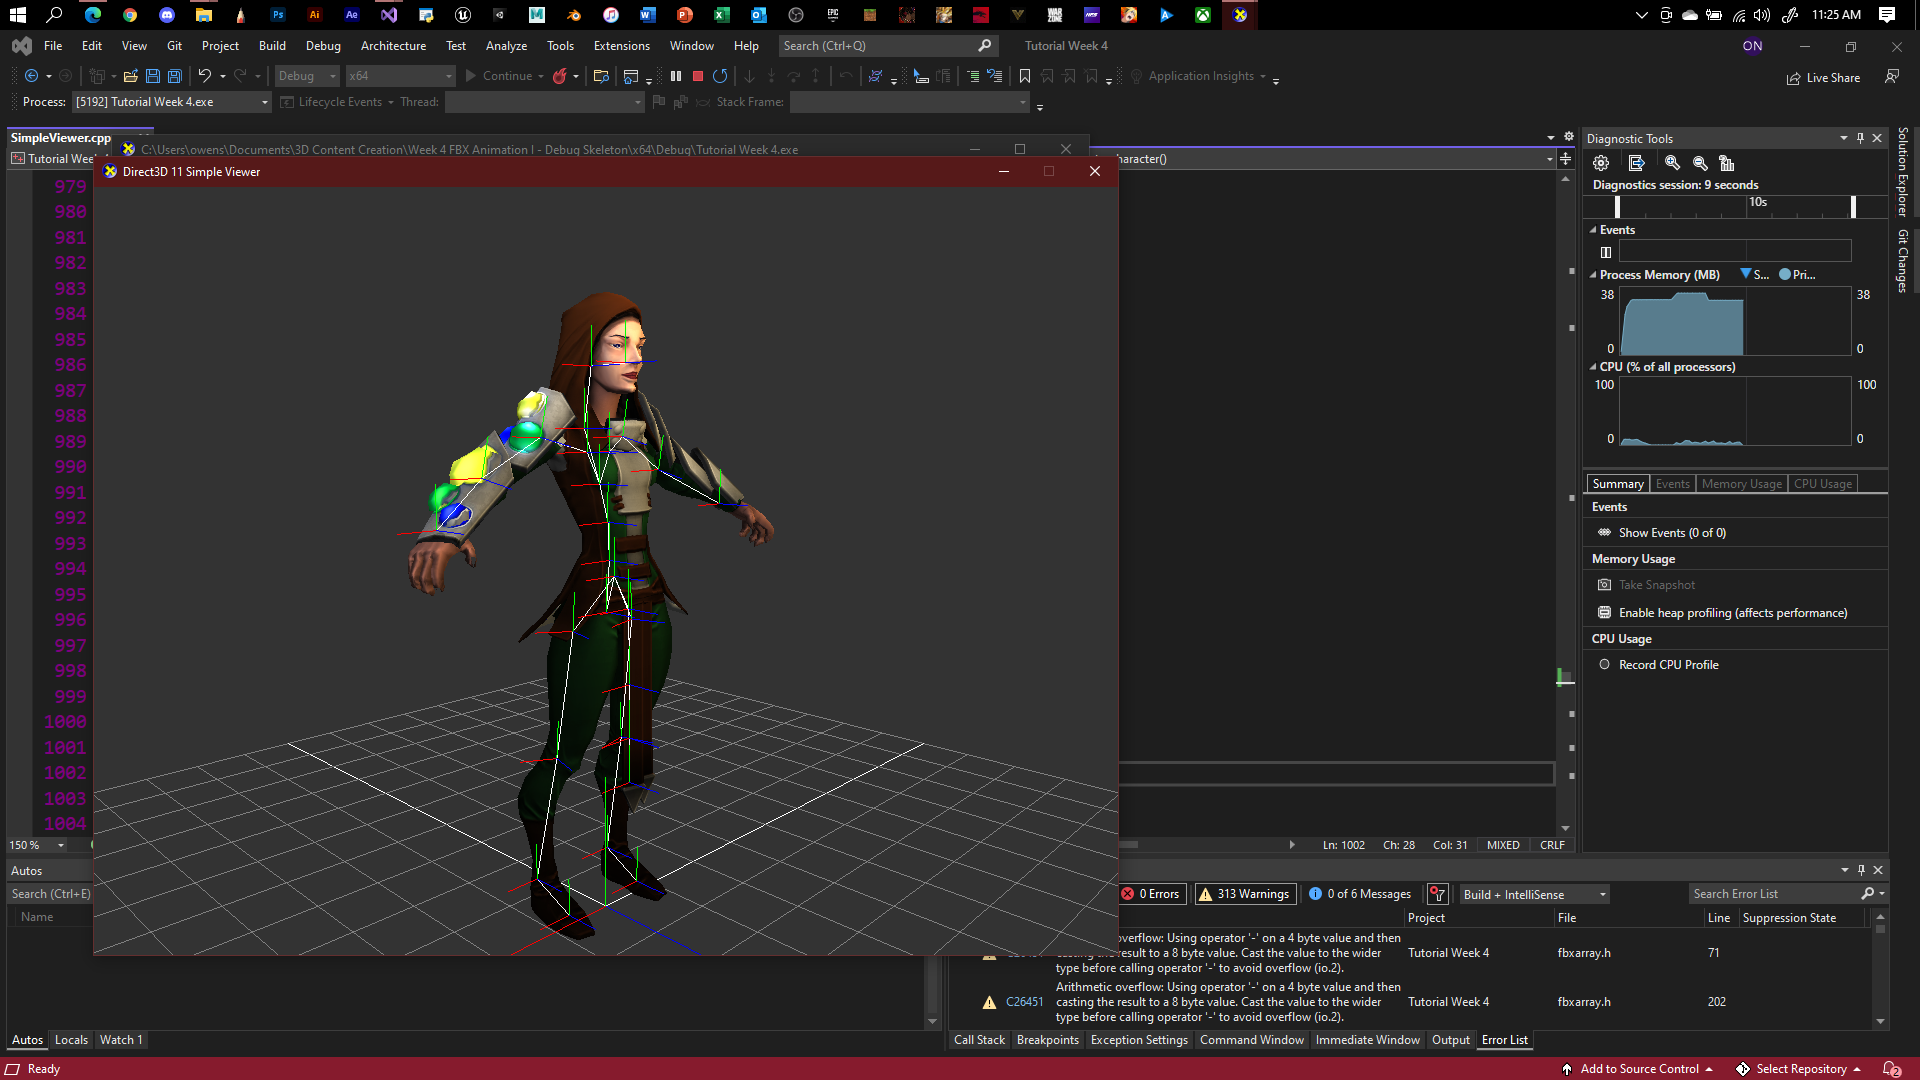 Ps
Ai
Ae
EPIC
WAR ZONE
11:25 AM
File Edit View Git Project Build Debug Architecture Test Analyze Tools Extensions Window Help Search (Ctrl+Q) Tutorial Week 4 ON
Debug x64 Continue Application Insights Live Share
Process: [5192] Tutorial Week 4.exe Lifecycle Events Thread: Stack Frame:
SimpleViewer.cpp
C:\Users\owens\Documents\3D Content Creation\Week 4 FBX Animation I - Debug Skeleton\x64\Debug\Tutorial Week 4.exe
Tutorial Week
haracter()
Direct3D 11 Simple Viewer
979
980
981
982
983
984
985
986
987
988
989
990
991
992
993
994
995
996
997
998
999
1000
1001
1002
1003
1004
150 %
Ln: 1002 Ch: 28 Col: 31 MIXED CRLF
Diagnostic Tools
Diagnostics session: 9 seconds
10s
Events
Process Memory (MB) S... Pri...
38 38
0 0
CPU (% of all processors)
100 100
0 0
Summary Events Memory Usage CPU Usage
Events
Show Events (0 of 0)
Memory Usage
Take Snapshot
Enable heap profiling (affects performance)
CPU Usage
Record CPU Profile
Solution Explorer
Git Changes
Autos
Search (Ctrl+E)
Name
Autos Locals Watch 1
0 Errors 313 Warnings 0 of 6 Messages Build + IntelliSense Search Error List
Project File Line Suppression State
overflow: Using operator '-' on a 4 byte value and then
casting the result to a 8 byte value. Cast the value to the wider Tutorial Week 4 fbxarray.h 71
type before calling operator '-' to avoid overflow (io.2).
Arithmetic overflow: Using operator '-' on a 4 byte value and then
C26451 casting the result to a 8 byte value. Cast the value to the wider Tutorial Week 4 fbxarray.h 202
type before calling operator '-' to avoid overflow (io.2).
Call Stack Breakpoints Exception Settings Command Window Immediate Window Output Error List
Ready Add to Source Control Select Repository 2